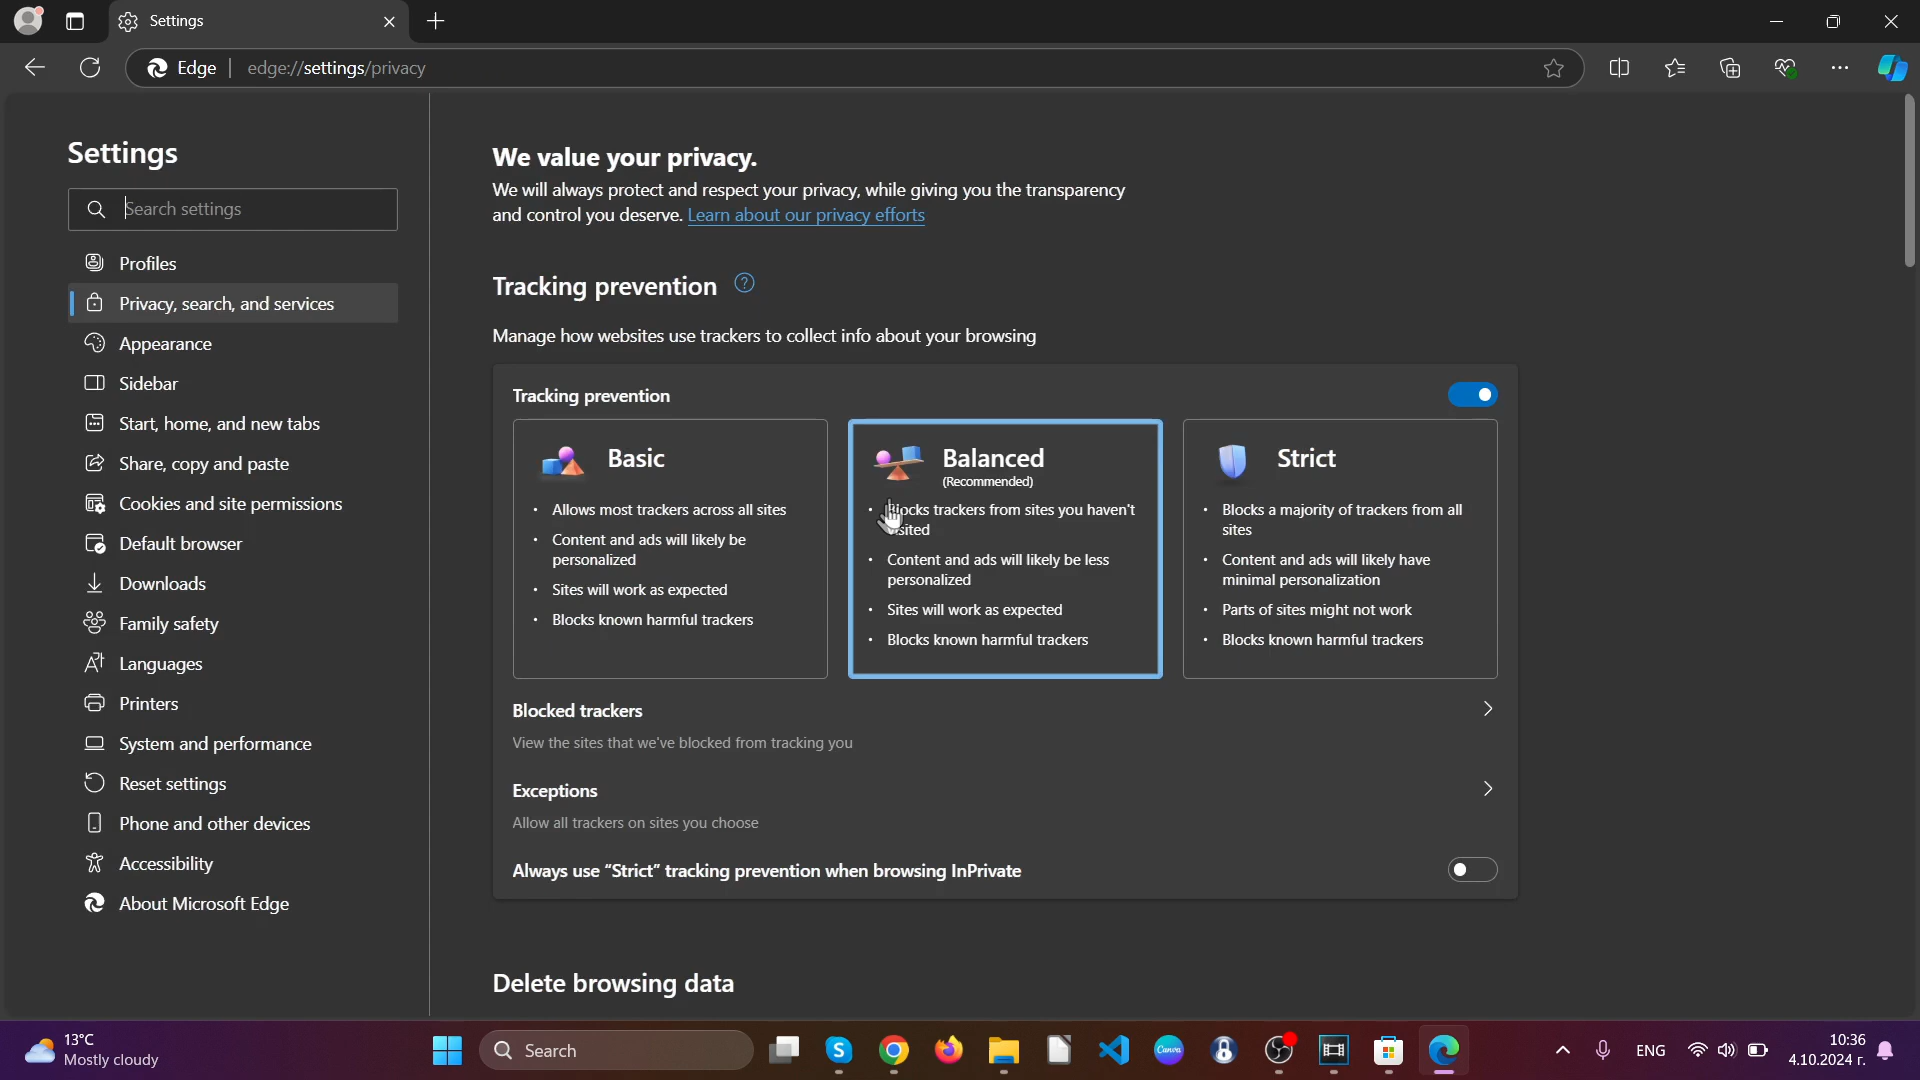 Settings
Edge
edge://settings/privacy
Settings
Search settings
Profiles
Privacy, search, and services
Appearance
Sidebar
Start, home, and new tabs
Share, copy and paste
Cookies and site permissions
Default browser
Downloads
Family safety
Languages
Printers
System and performance
Reset settings
Phone and other devices
Accessibility
About Microsoft Edge
We value your privacy.
We will always protect and respect your privacy, while giving you the transparency
and control you deserve. Learn about our privacy efforts
Tracking prevention
Manage how websites use trackers to collect info about your browsing
Tracking prevention
Basic
• Allows most trackers across all sites
• Content and ads will likely be
personalized
• Sites will work as expected
• Blocks known harmful trackers
Balanced
(Recommended)
• trackers from sites you haven't
• Content and ads will likely be less
personalized
• Sites will work as expected
• Blocks known harmful trackers
Strict
• Blocks a majority of trackers from all
sites
• Content and ads will likely have
minimal personalization
• Parts of sites might not work
• Blocks known harmful trackers
Blocked trackers
View the sites that we've blocked from tracking you
Exceptions
Allow all trackers on sites you choose
Always use "Strict" tracking prevention when browsing InPrivate
Delete browsing data
13°C
Mostly cloudy
Search
Canva
ENG
10:36
4.10.2024 г.